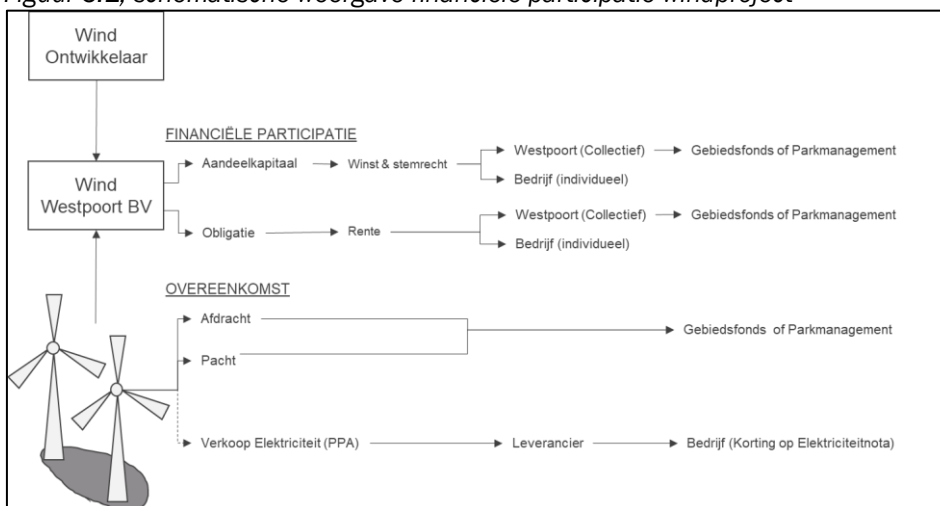 Figuur 3.2, schematische weergave financiële participatie windproject
Wind
Ontwikkelaar
FINANCIËLE PARTICIPATIE
Wind
Westpoort BV
Aandeelkapitaal
Winst & stemrecht
Westpoort (Collectief)
Gebiedsfonds of Parkmanagement
Bedrijf (individueel)
Obligatie
Rente
Westpoort (Collectief)
Gebiedsfonds of Parkmanagement
Bedrijf (individueel)
OVEREENKOMST
Afdracht
Gebiedsfonds of Parkmanagement
Pacht
Verkoop Elektriciteit (PPA)
Leverancier
Bedrijf (Korting op Elektriciteitnota)